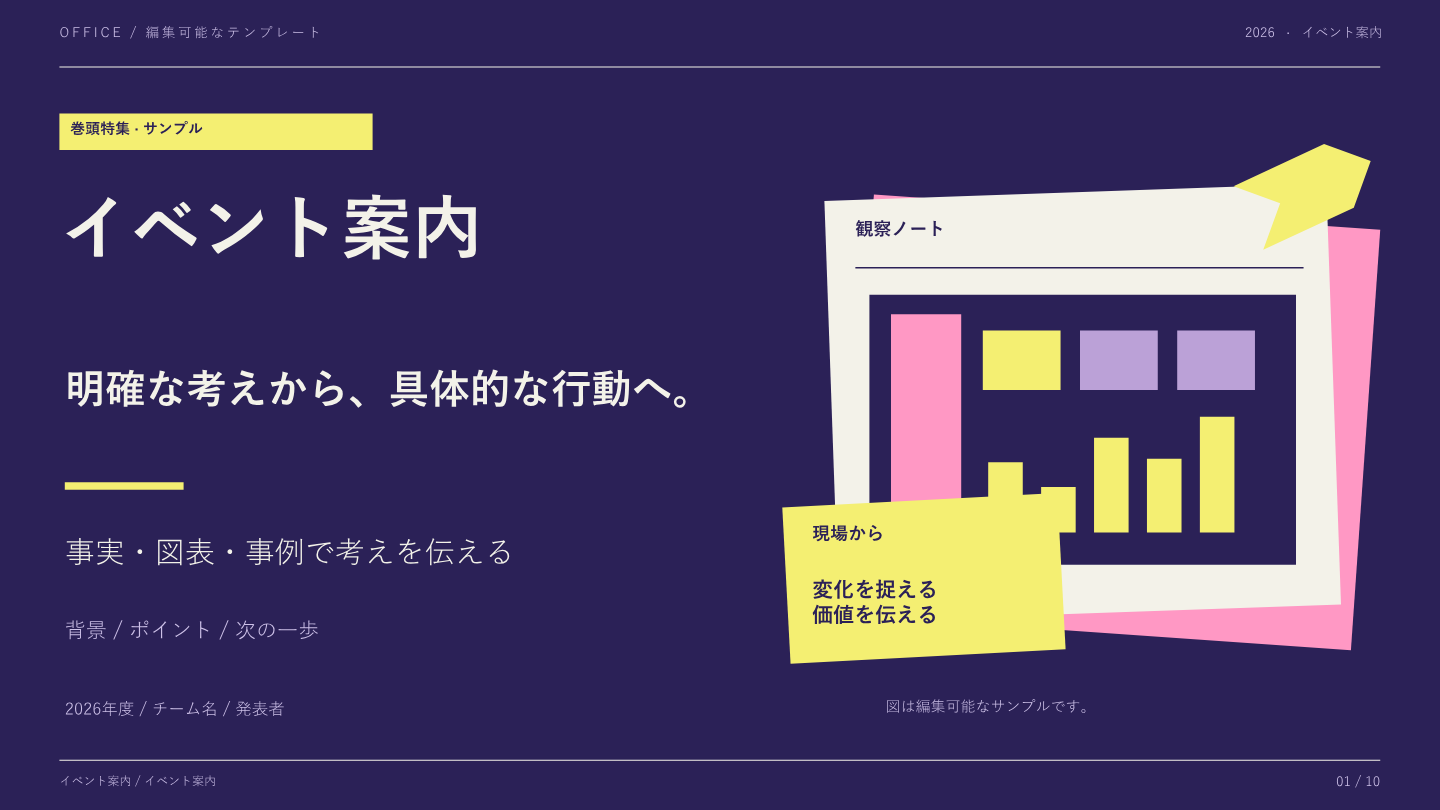 OFFICE / 編集可能なテンプレート
2026 · イベント案内
巻頭特集 · サンプル
イベント案内
明確な考えから、具体的な行動へ。
事実・図表・事例で考えを伝える
背景 / ポイント / 次の一歩
2026年度 / チーム名 / 発表者
観察ノート
現場から
変化を捉える
価値を伝える
図は編集可能なサンプルです。
イベント案内 / イベント案内
01 / 10